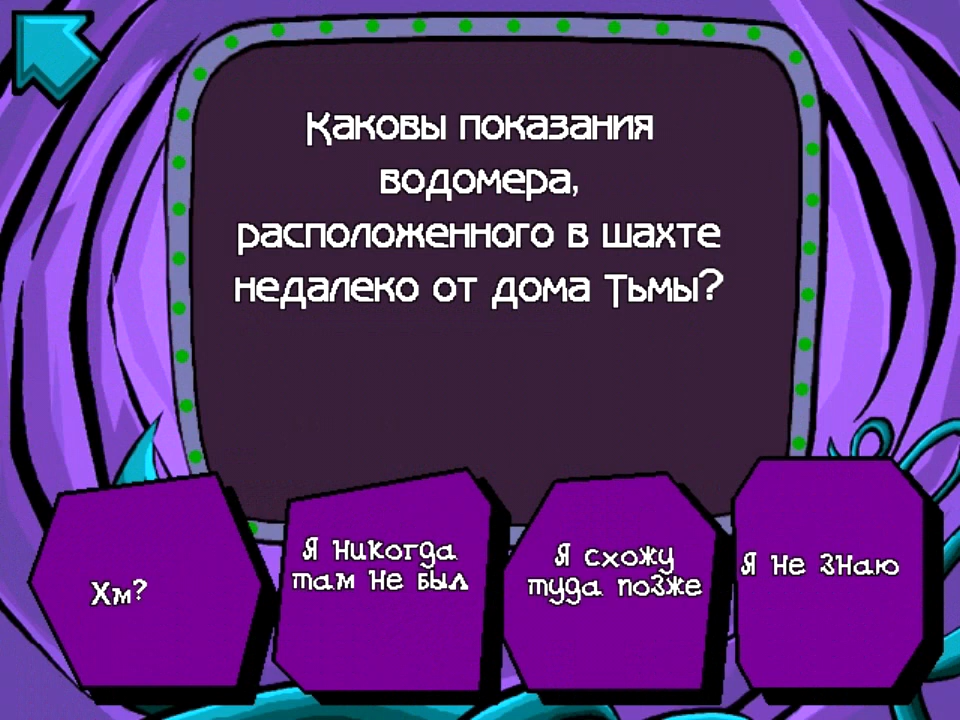 Каковы показания
водомера,
расположенного в шахте
недалеко от дома Тьмы?
Хм?
Я никогда
там не был
Я схожу
туда позже
Я не знаю